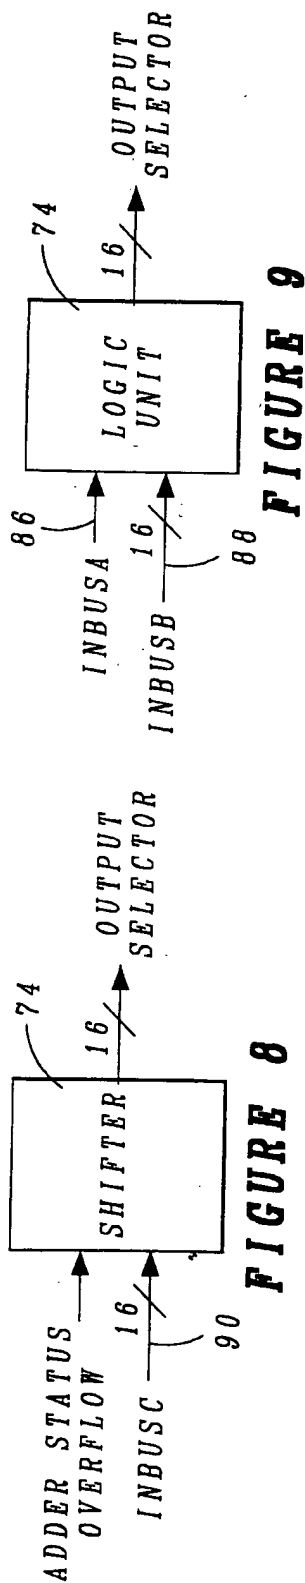 ADDER STATUS
OVERFLOW
INBUSC
16
90
SHIFTER
74
16
OUTPUT
SELECTOR
FIGURE 8
INBUSA
86
INBUSB
16
88
LOGIC
UNIT
74
16
OUTPUT
SELECTOR
FIGURE 9